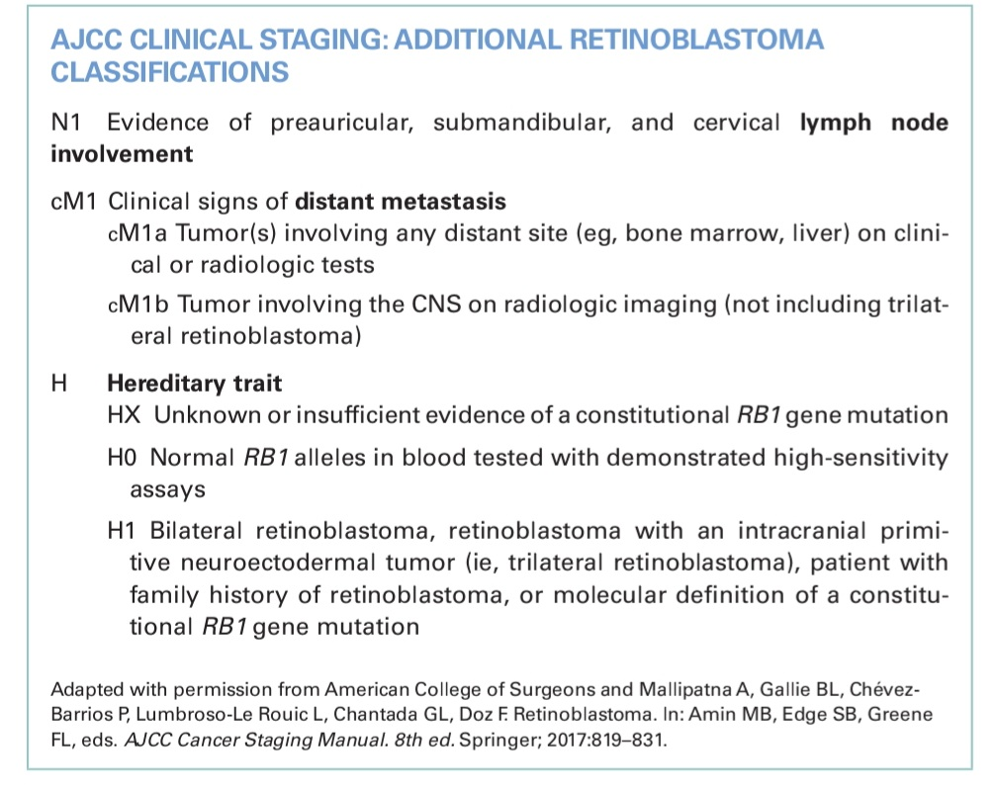 AJCC CLINICAL STAGING: ADDITIONAL RETINOBLASTOMA
CLASSIFICATIONS
N1 Evidence of preauricular, submandibular, and cervical lymph node
involvement
cM1 Clinical signs of distant metastasis
cM1a Tumor(s) involving any distant site (eg, bone marrow, liver) on clini-
cal or radiologic tests
cM1b Tumor involving the CNS on radiologic imaging (not including trilat-
eral retinoblastoma)
H Hereditary trait
HX Unknown or insufficient evidence of a constitutional RB1 gene mutation
H0 Normal RB1 alleles in blood tested with demonstrated high-sensitivity
assays
H1 Bilateral retinoblastoma, retinoblastoma with an intracranial primi-
tive neuroectodermal tumor (ie, trilateral retinoblastoma), patient with
family history of retinoblastoma, or molecular definition of a constitu-
tional RB1 gene mutation
Adapted with permission from American College of Surgeons and Mallipatna A, Gallie BL, Chévez-
Barrios P, Lumbroso-Le Rouic L, Chantada GL, Doz F. Retinoblastoma. In: Amin MB, Edge SB, Greene
FL, eds. AJCC Cancer Staging Manual. 8th ed. Springer; 2017:819–831.